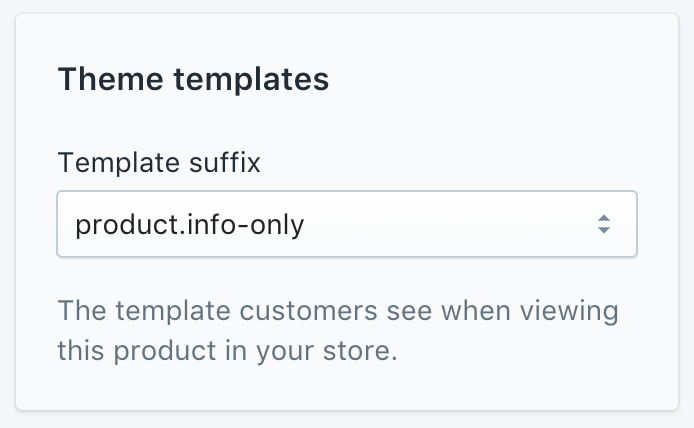 Theme templates
Template suffix
product.info-only
The template customers see when viewing
this product in your store.